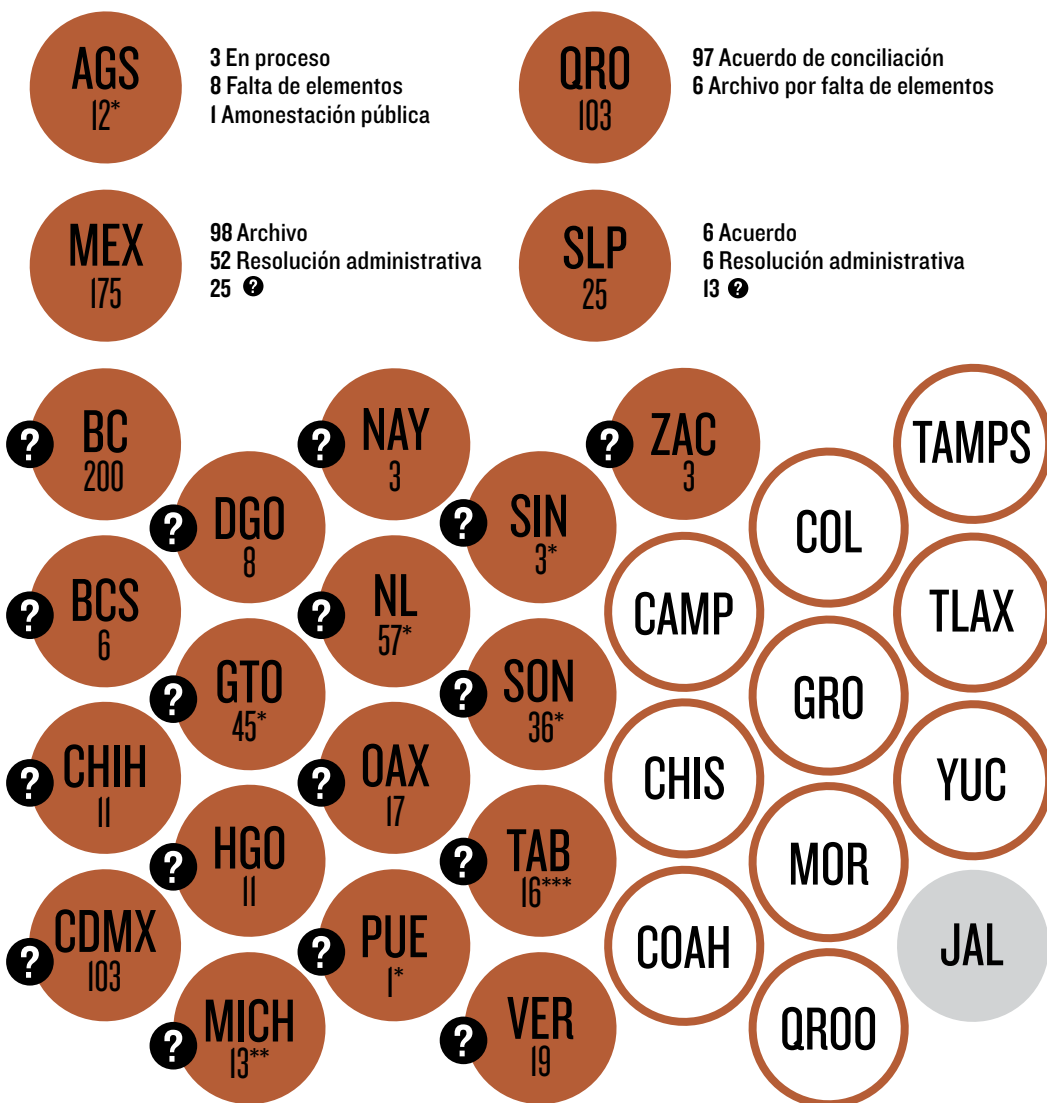 AGS
12*
3 En proceso
8 Falta de elementos
1 Amonestación pública
QRO
103
97 Acuerdo de conciliación
6 Archivo por falta de elementos
MEX
175
98 Archivo
52 Resolución administrativa
25 ?
SLP
25
6 Acuerdo
6 Resolución administrativa
13 ?
? BC
200
? NAY
3
? ZAC
3
TAMPS
? DGO
8
? SIN
3*
COL
? BCS
6
? NL
57*
CAMP
TLAX
? GTO
45*
? SON
36*
GRO
? CHIH
11
? OAX
17
CHIS
YUC
? HGO
11
? TAB
16***
MOR
? CDMX
103
? PUE
1*
COAH
JAL
? MICH
13**
? VER
19
QROO